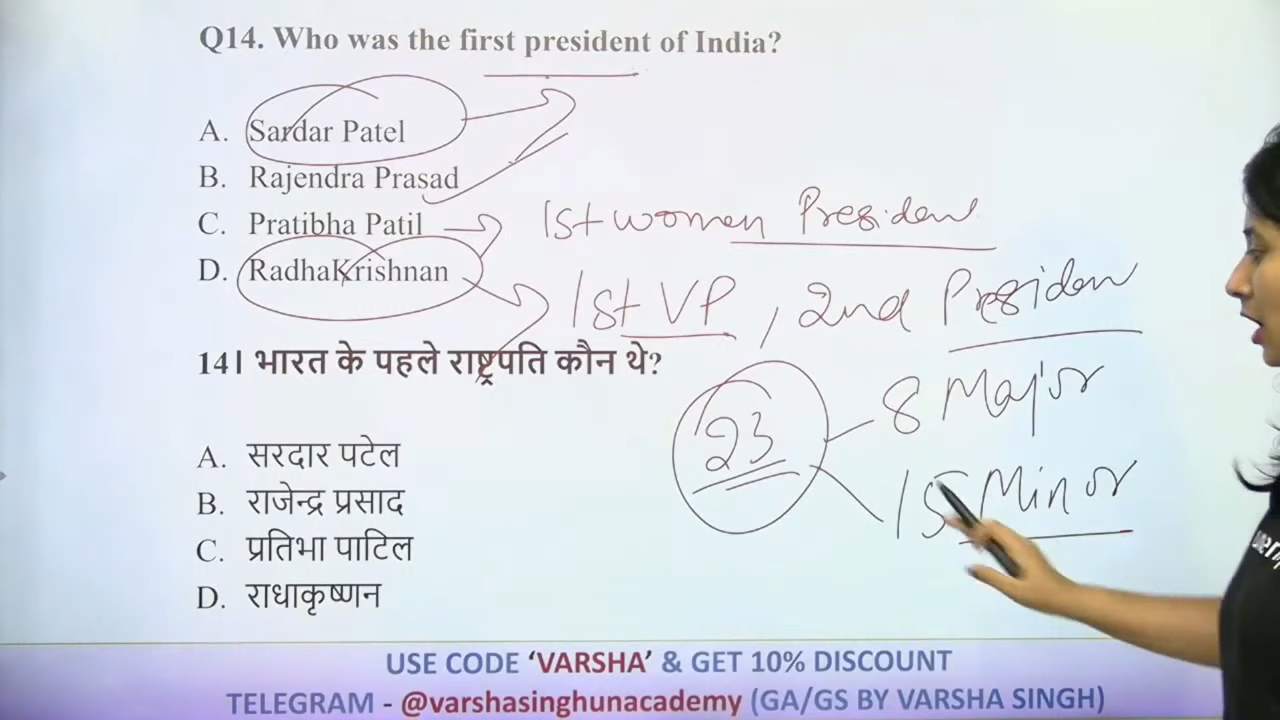 Q14. Who was the first president of India?
A. Sardar Patel
B. Rajendra Prasad
C. Pratibha Patil
1st women President
D. RadhaKrishnan
1st VP, 2nd President
14। भारत के पहले राष्ट्रपति कौन थे?
23
8 Major
15 Minor
A. सरदार पटेल
B. राजेन्द्र प्रसाद
C. प्रतिभा पाटिल
D. राधाकृष्णन
USE CODE ‘VARSHA’ & GET 10% DISCOUNT
TELEGRAM - @varshasinghunacademy (GA/GS BY VARSHA SINGH)